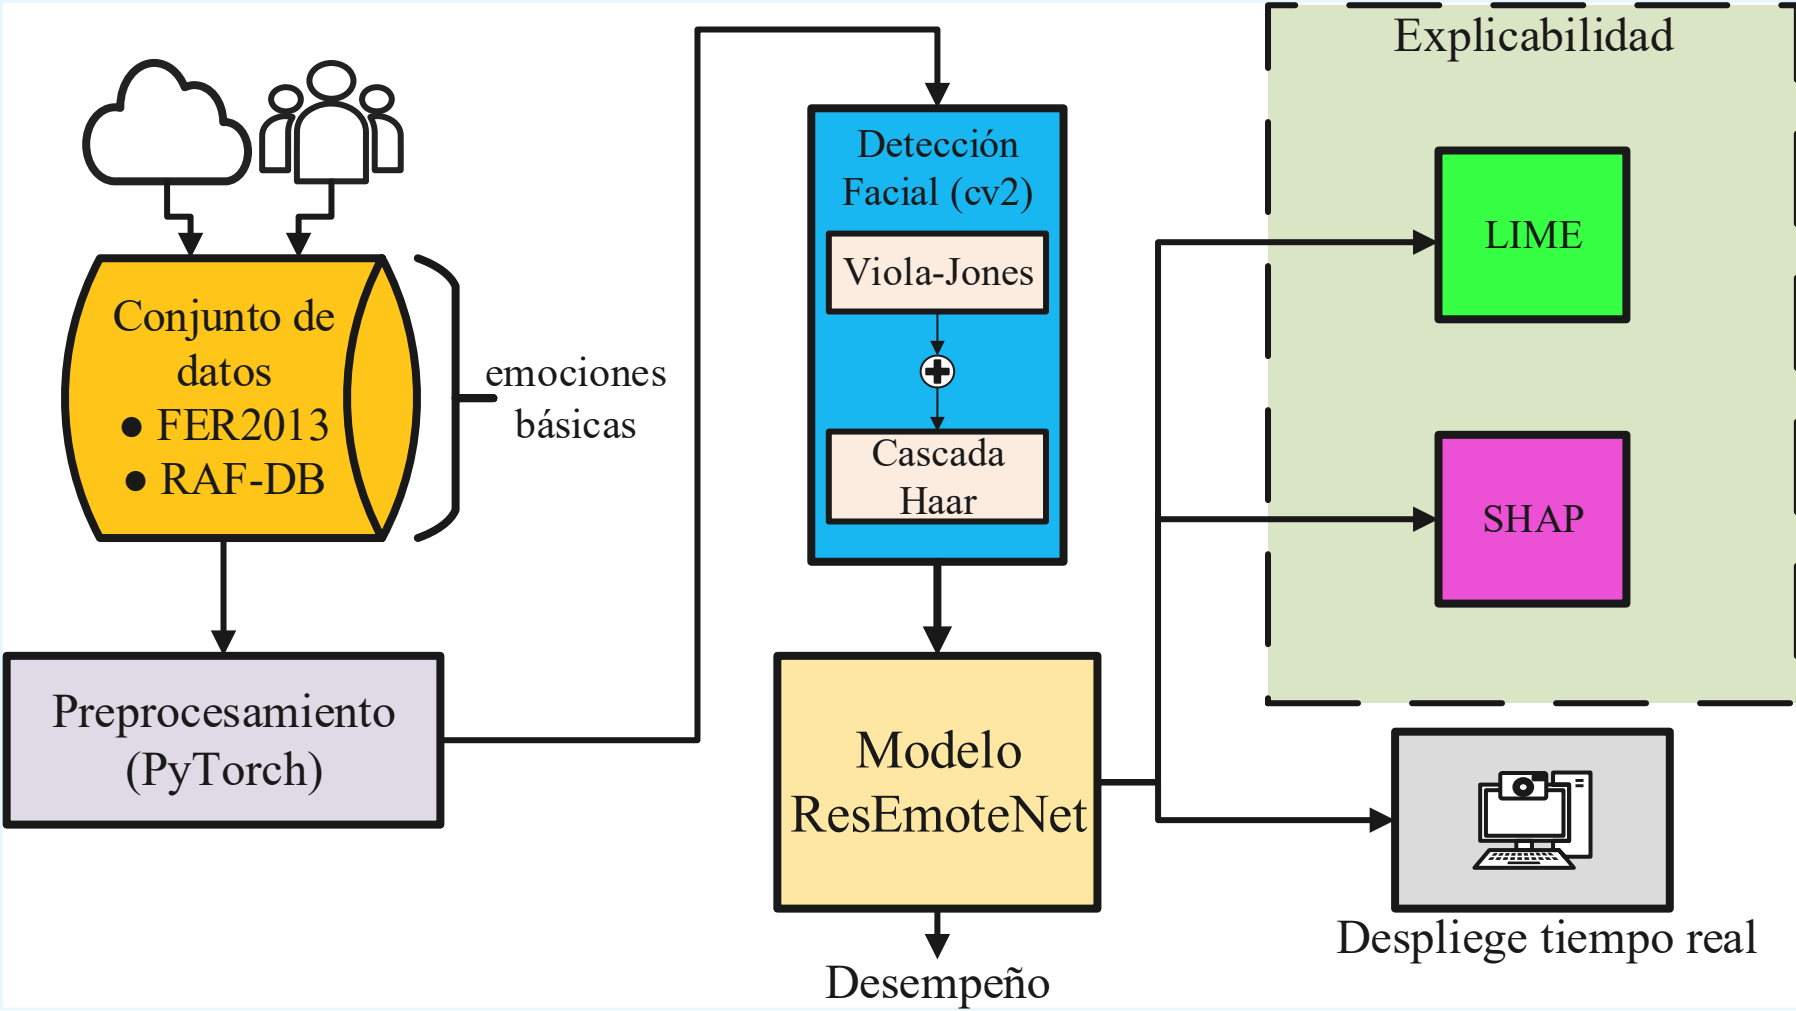 Conjunto de
datos
● FER2013
● RAF-DB
emociones
básicas
Preprocesamiento
(PyTorch)
Detección
Facial (cv2)
Viola-Jones
Cascada
Haar
Modelo
ResEmoteNet
Desempeño
Explicabilidad
LIME
SHAP
Despliege tiempo real